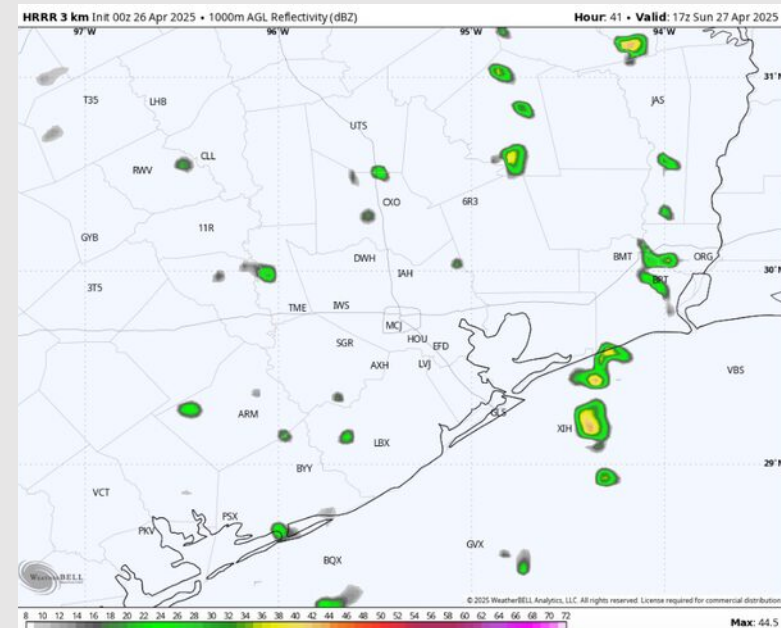 HRRR 3 km Init 00z 26 Apr 2025 • 1000m AGL Reflectivity (dBZ) Hour: 41 • Valid: 17z Sun 27 Apr 2025
97°W 96°W 95°W 94°W
31°N
T35 LHB JAS
UTS
CLL
RWV
OXO 6R3
11R
GYB
DWH BMT ORG
IAH 30°N
3T5 BPT
TME IWS
MCJ
HOU
SGR EFD
AXH LVJ VBS
ARM GLS
XIH
LBX
29°N
BYY
VCT
PSX
PKV
GVX
BQX
WeatherBELL
© 2025 WeatherBELL Analytics, LLC. All rights reserved. License required for commercial distribution
8 10 12 14 16 18 20 22 24 26 28 30 32 34 36 38 40 42 44 46 48 50 52 54 56 58 60 62 64 66 68 70 72
Max: 44.5